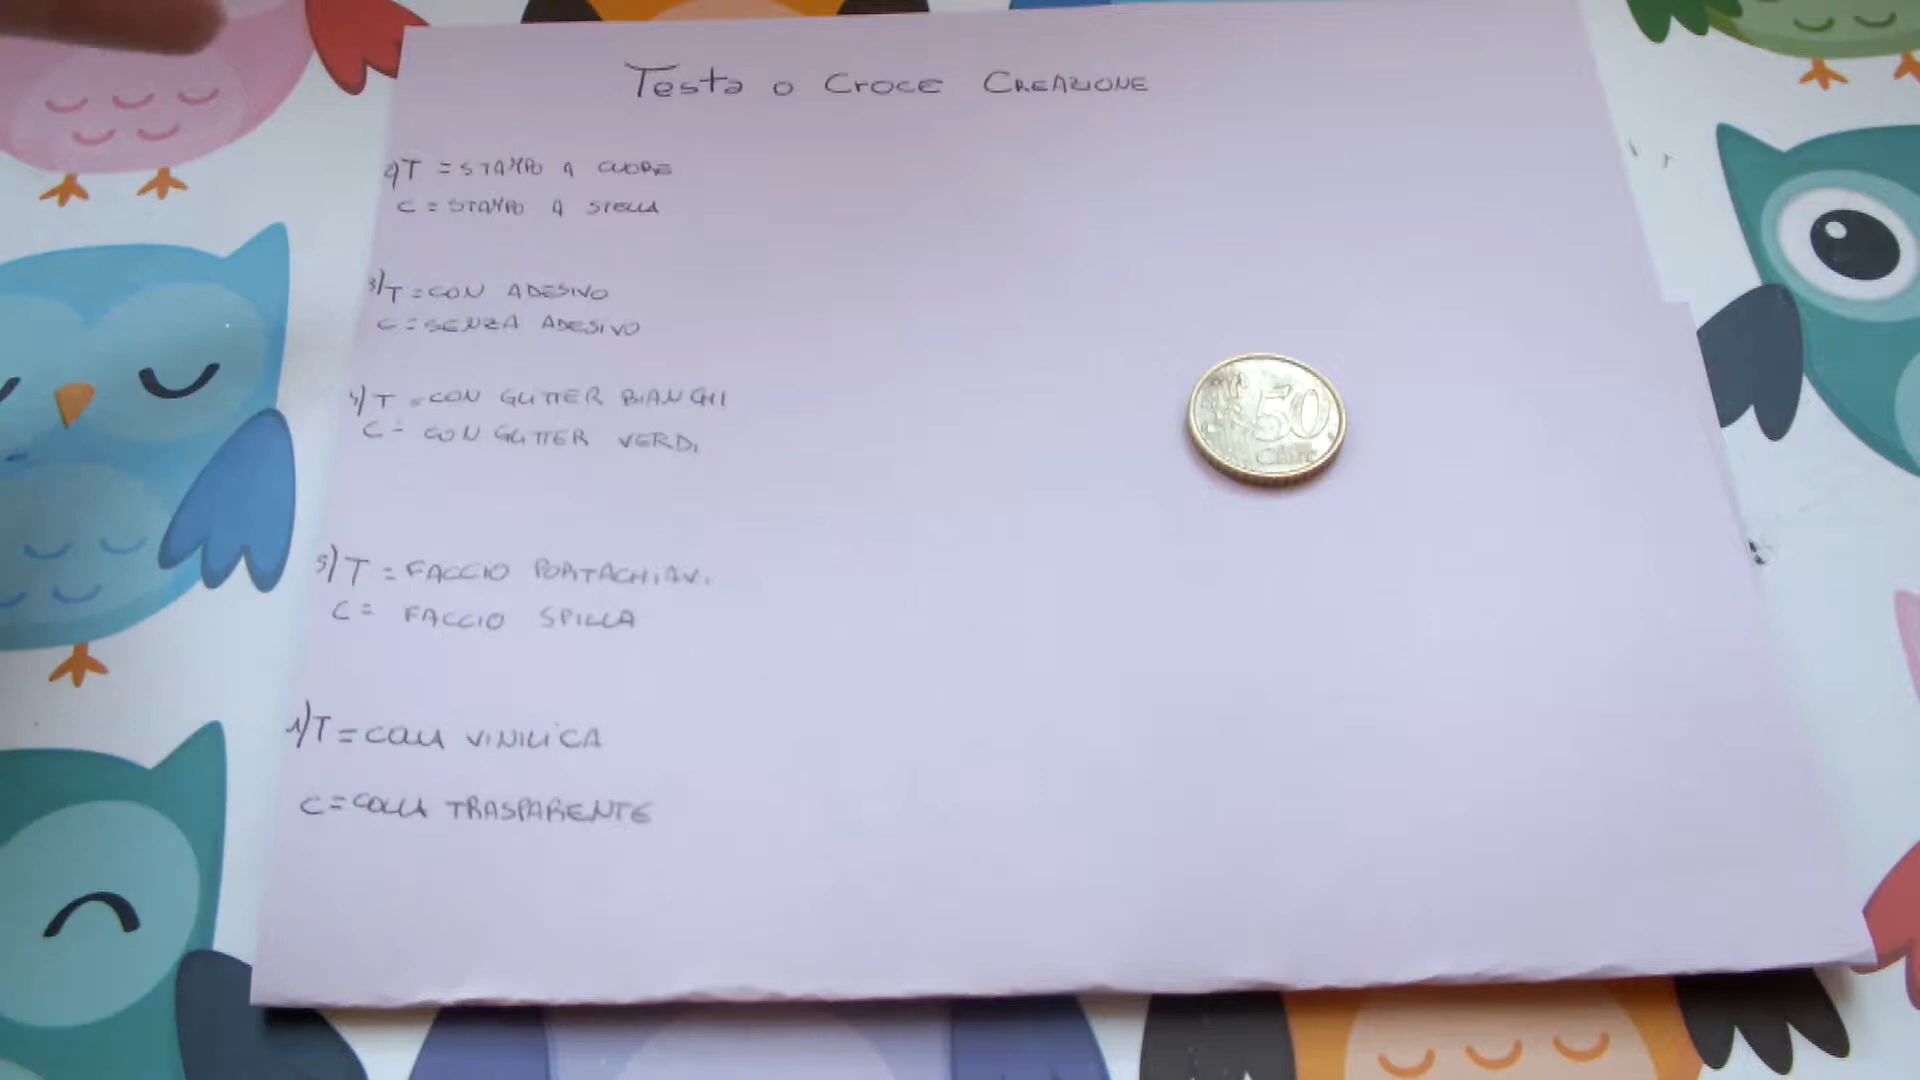 Testa o Croce CREAZIONE
2) T = STAMPO A CUORE
C = STAMPO A STELLA
3) T = CON ADESIVO
C = SENZA ADESIVO
4) T = CON GLITTER BIANCHI
C = CON GLITTER VERDI
5) T = FACCIO PORTACHIAVI
C = FACCIO SPILLA
1) T = COLLA VINILICA
C = COLLA TRASPARENTE
50